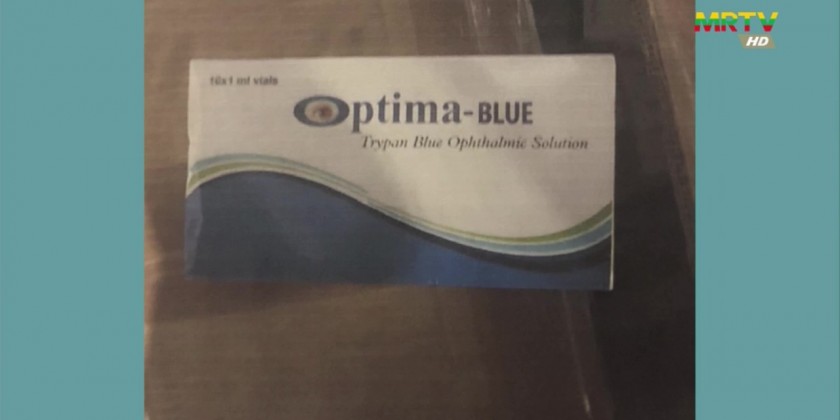 MRTV
HD
10x1 ml vials
Optima-BLUE
Trypan Blue Ophthalmic Solution